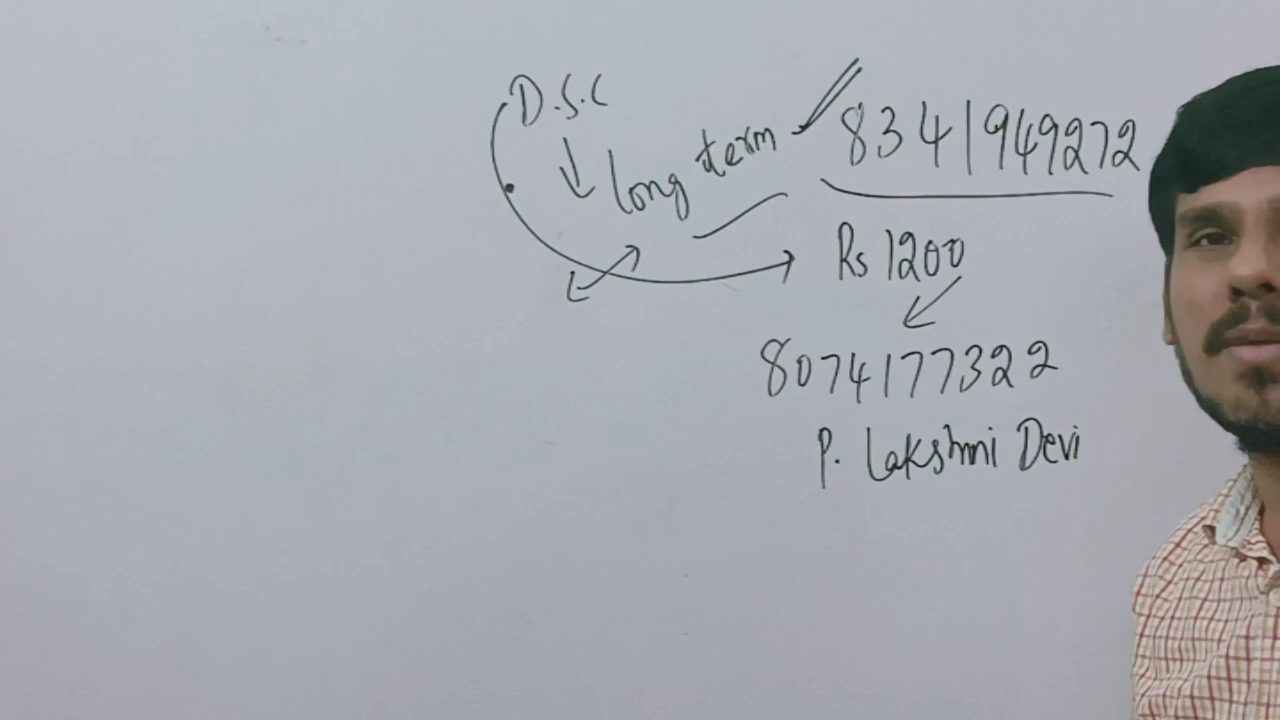 D.S.C
long term 8341949272
Rs 1200
8074177322
P. Lakshmi Devi